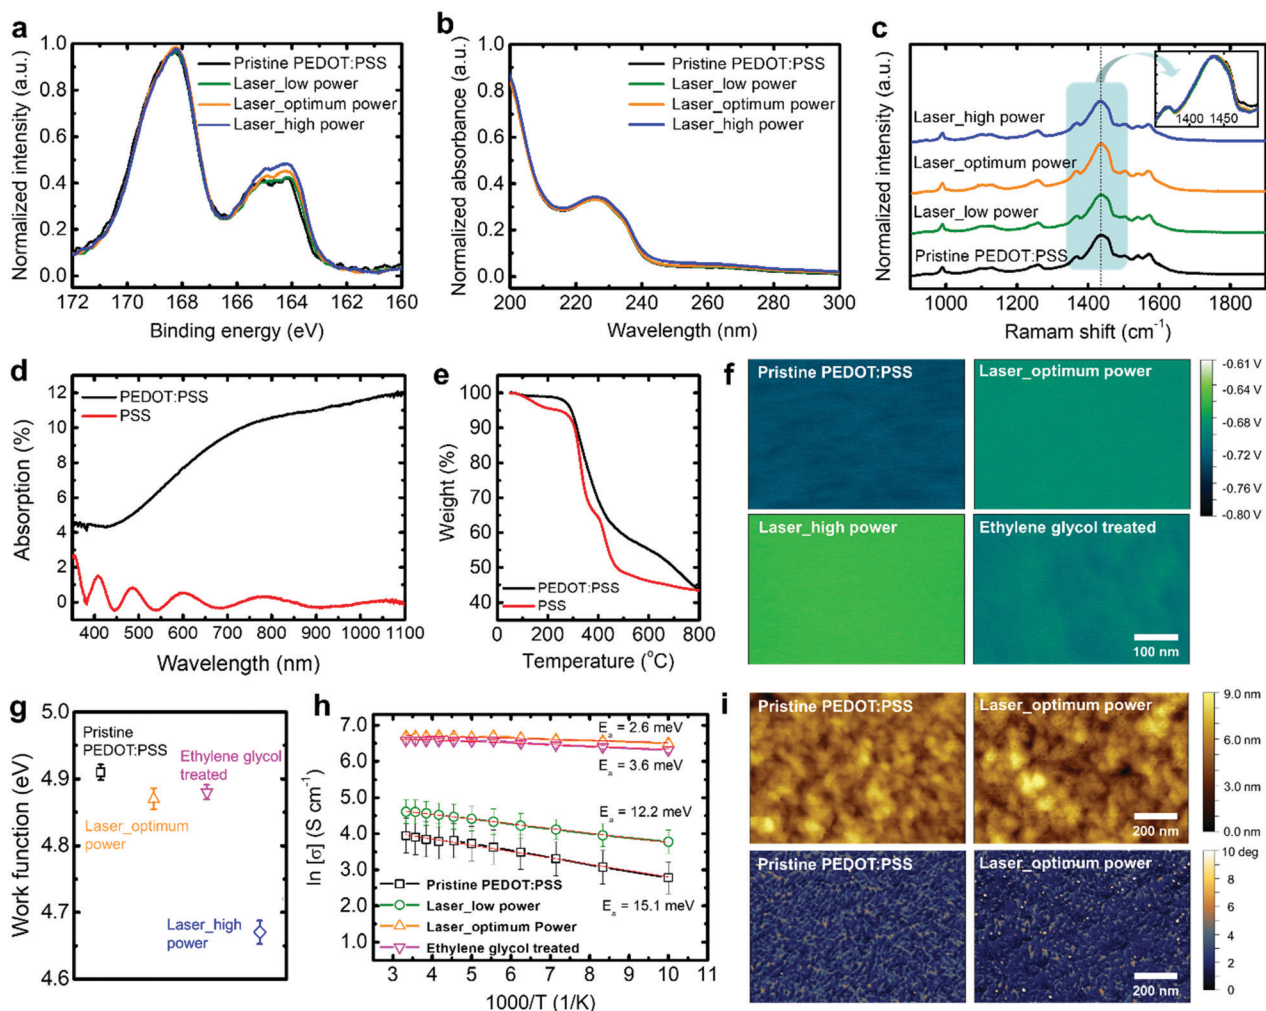 a
Normalized intensity (a.u.)
1.0
0.8
0.6
0.4
0.2
0.0
Pristine PEDOT:PSS
Laser_low power
Laser_optimum power
Laser_high power
172 170 168 166 164 162 160
Binding energy (eV)
b
Normalized absorbance (a.u.)
1.0
0.8
0.6
0.4
0.2
0.0
Pristine PEDOT:PSS
Laser_low power
Laser_optimum power
Laser_high power
200 220 240 260 280 300
Wavelength (nm)
c
Normalized intensity (a.u.)
1400 1450
Laser_high power
Laser_optimum power
Laser_low power
Pristine PEDOT:PSS
1000 1200 1400 1600 1800
Ramam shift (cm⁻¹)
d
Absorption (%)
12
10
8
6
4
2
0
PEDOT:PSS
PSS
400 500 600 700 800 900 1000 1100
Wavelength (nm)
e
Weight (%)
100
90
80
70
60
50
40
PEDOT:PSS
PSS
0 200 400 600 800
Temperature (°C)
f
Pristine PEDOT:PSS
Laser_optimum power
Laser_high power
Ethylene glycol treated
100 nm
-0.61 V
-0.64 V
-0.68 V
-0.72 V
-0.76 V
-0.80 V
g
Work function (eV)
5.0
4.9
4.8
4.7
4.6
Pristine
PEDOT:PSS
Ethylene glycol
treated
Laser_optimum
power
Laser_high
power
h
ln [σ] (S cm⁻¹)
7.0
6.0
5.0
4.0
3.0
2.0
1.0
Eₐ = 2.6 meV
Eₐ = 3.6 meV
Eₐ = 12.2 meV
Eₐ = 15.1 meV
Pristine PEDOT:PSS
Laser_low power
Laser_optimum Power
Ethylene glycol treated
3 4 5 6 7 8 9 10 11
1000/T (1/K)
i
Pristine PEDOT:PSS
Laser_optimum power
200 nm
9.0 nm
6.0 nm
3.0 nm
0.0 nm
Pristine PEDOT:PSS
Laser_optimum power
200 nm
10 deg
8
6
4
2
0